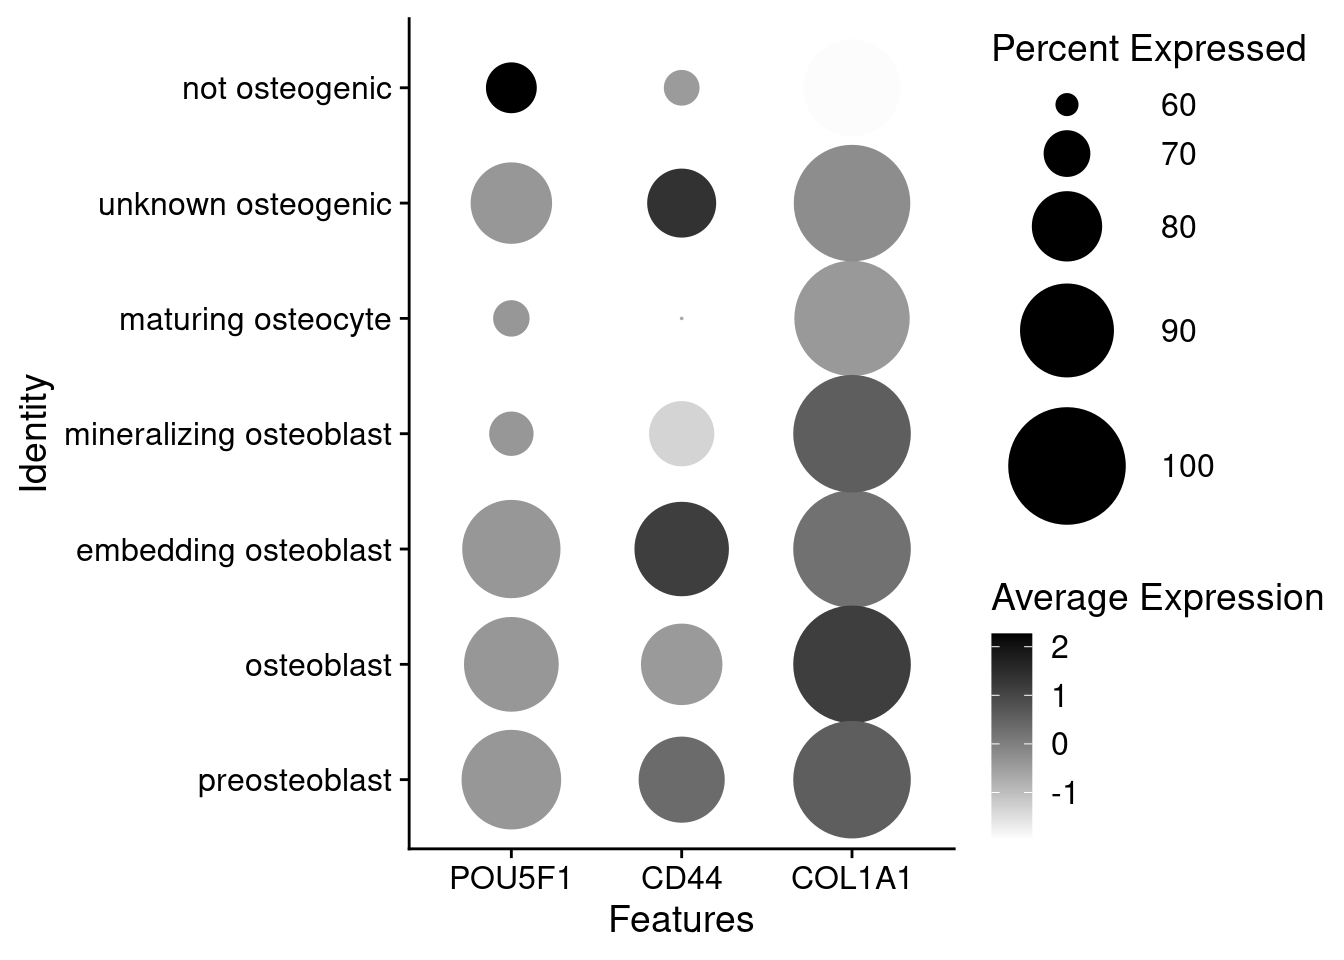 Identity
not osteogenic
unknown osteogenic
maturing osteocyte
mineralizing osteoblast
embedding osteoblast
osteoblast
preosteoblast
POU5F1 CD44 COL1A1
Features
Percent Expressed
60
70
80
90
100
Average Expression
2
1
0
-1